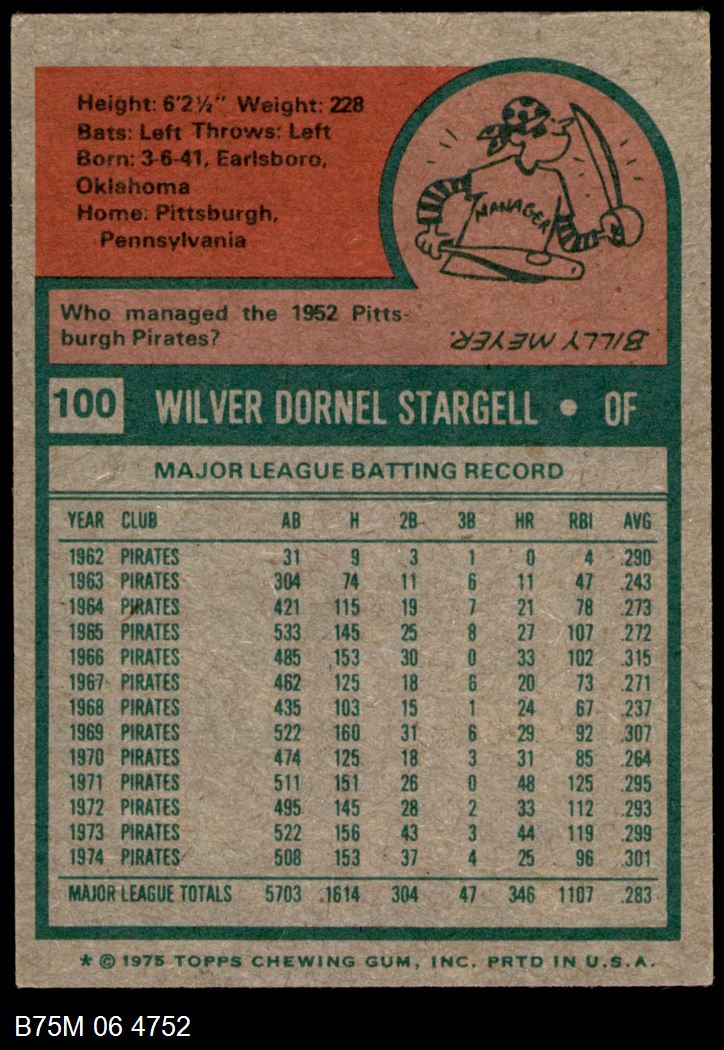 Height: 6'2½" Weight: 228
Bats: Left Throws: Left
Born: 3-6-41, Earlsboro,
Oklahoma
Home: Pittsburgh,
Pennsylvania
MANAGER
Who managed the 1952 Pitts-
burgh Pirates?
BILLY MEYER.
100 WILVER DORNEL STARGELL • OF
MAJOR LEAGUE BATTING RECORD
YEAR CLUB AB H 2B 3B HR RBI AVG
1962 PIRATES 31 9 3 1 0 4 .290
1963 PIRATES 304 74 11 6 11 47 .243
1964 PIRATES 421 115 19 7 21 78 .273
1965 PIRATES 533 145 25 8 27 107 .272
1966 PIRATES 485 153 30 0 33 102 .315
1967 PIRATES 462 125 18 6 20 73 .271
1968 PIRATES 435 103 15 1 24 67 .237
1969 PIRATES 522 160 31 6 29 92 .307
1970 PIRATES 474 125 18 3 31 85 .264
1971 PIRATES 511 151 26 0 48 125 .295
1972 PIRATES 495 145 28 2 33 112 .293
1973 PIRATES 522 156 43 3 44 119 .299
1974 PIRATES 508 153 37 4 25 96 .301
MAJOR LEAGUE TOTALS 5703 1614 304 47 346 1107 .283
* © 1975 TOPPS CHEWING GUM, INC. PRTD IN U.S.A.
B75M 06 4752